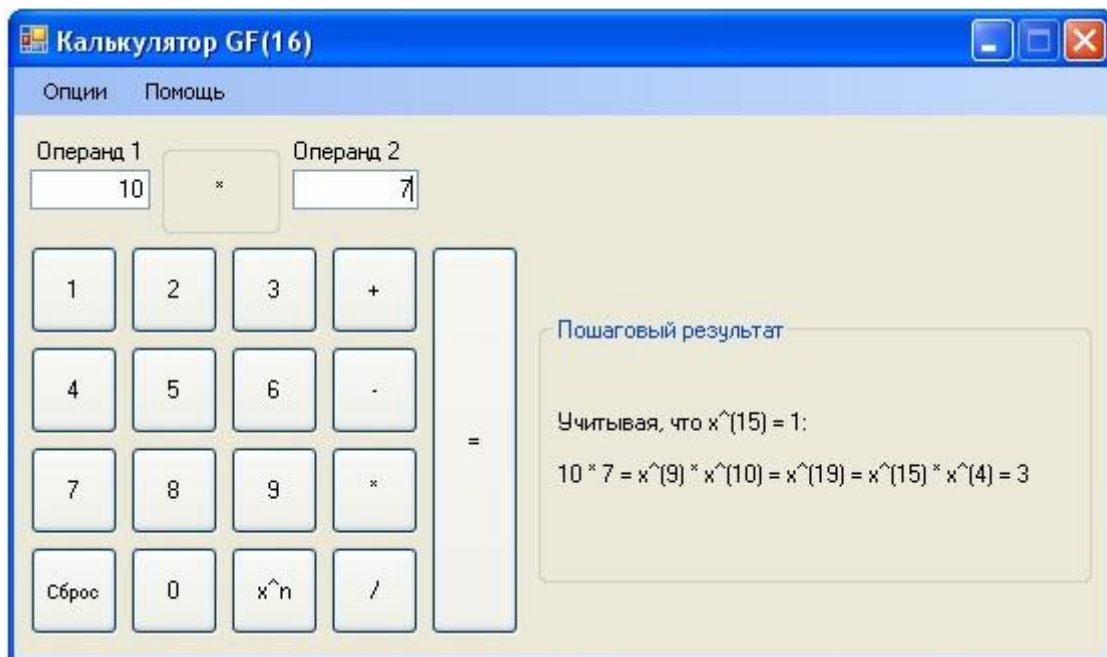 Калькулятор GF(16)
Опции Помощь
Операнд 1 Операнд 2
10 * 7
1 2 3 +
4 5 6 -
7 8 9 *
Сброс 0 x^n /
=
Пошаговый результат
Учитывая, что x^(15) = 1:
10 * 7 = x^(9) * x^(10) = x^(19) = x^(15) * x^(4) = 3